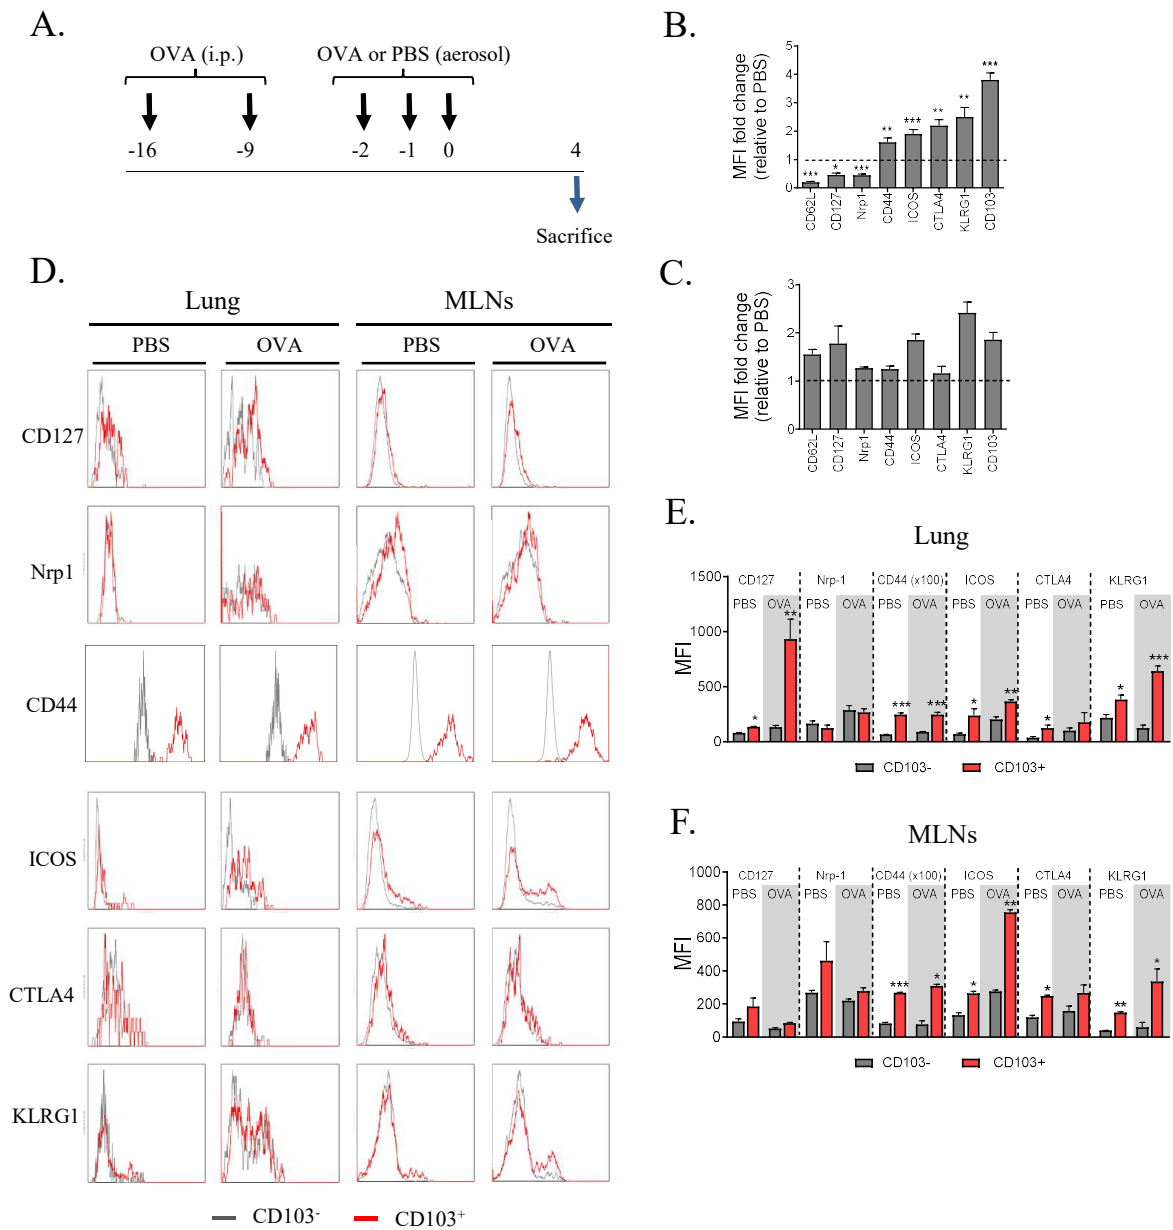 A.
OVA (i.p.)
OVA or PBS (aerosol)
-16
-9
-2
-1
0
4
Sacrifice
B.
MFI fold change
(relative to PBS)
5
4
3
2
1
0
***
*
***
**
***
**
**
***
CD62L
CD127
Nrp1
CD44
ICOS
CTLA4
KLRG1
CD103
C.
MFI fold change
(relative to PBS)
3
2
1
0
CD62L
CD127
Nrp1
CD44
ICOS
CTLA4
KLRG1
CD103
D.
Lung
MLNs
PBS
OVA
PBS
OVA
CD127
Nrp1
CD44
ICOS
CTLA4
KLRG1
CD103-
CD103+
E.
Lung
MFI
1500
1000
500
0
CD127
Nrp-1
CD44 (x100)
ICOS
CTLA4
KLRG1
PBS OVA
PBS OVA
PBS OVA
PBS OVA
PBS OVA
PBS OVA
*
**
***
***
*
**
*
*
***
CD103-
CD103+
F.
MLNs
MFI
1000
800
600
400
200
0
CD127
Nrp-1
CD44 (x100)
ICOS
CTLA4
KLRG1
PBS OVA
PBS OVA
PBS OVA
PBS OVA
PBS OVA
PBS OVA
***
*
*
**
*
**
*
CD103-
CD103+